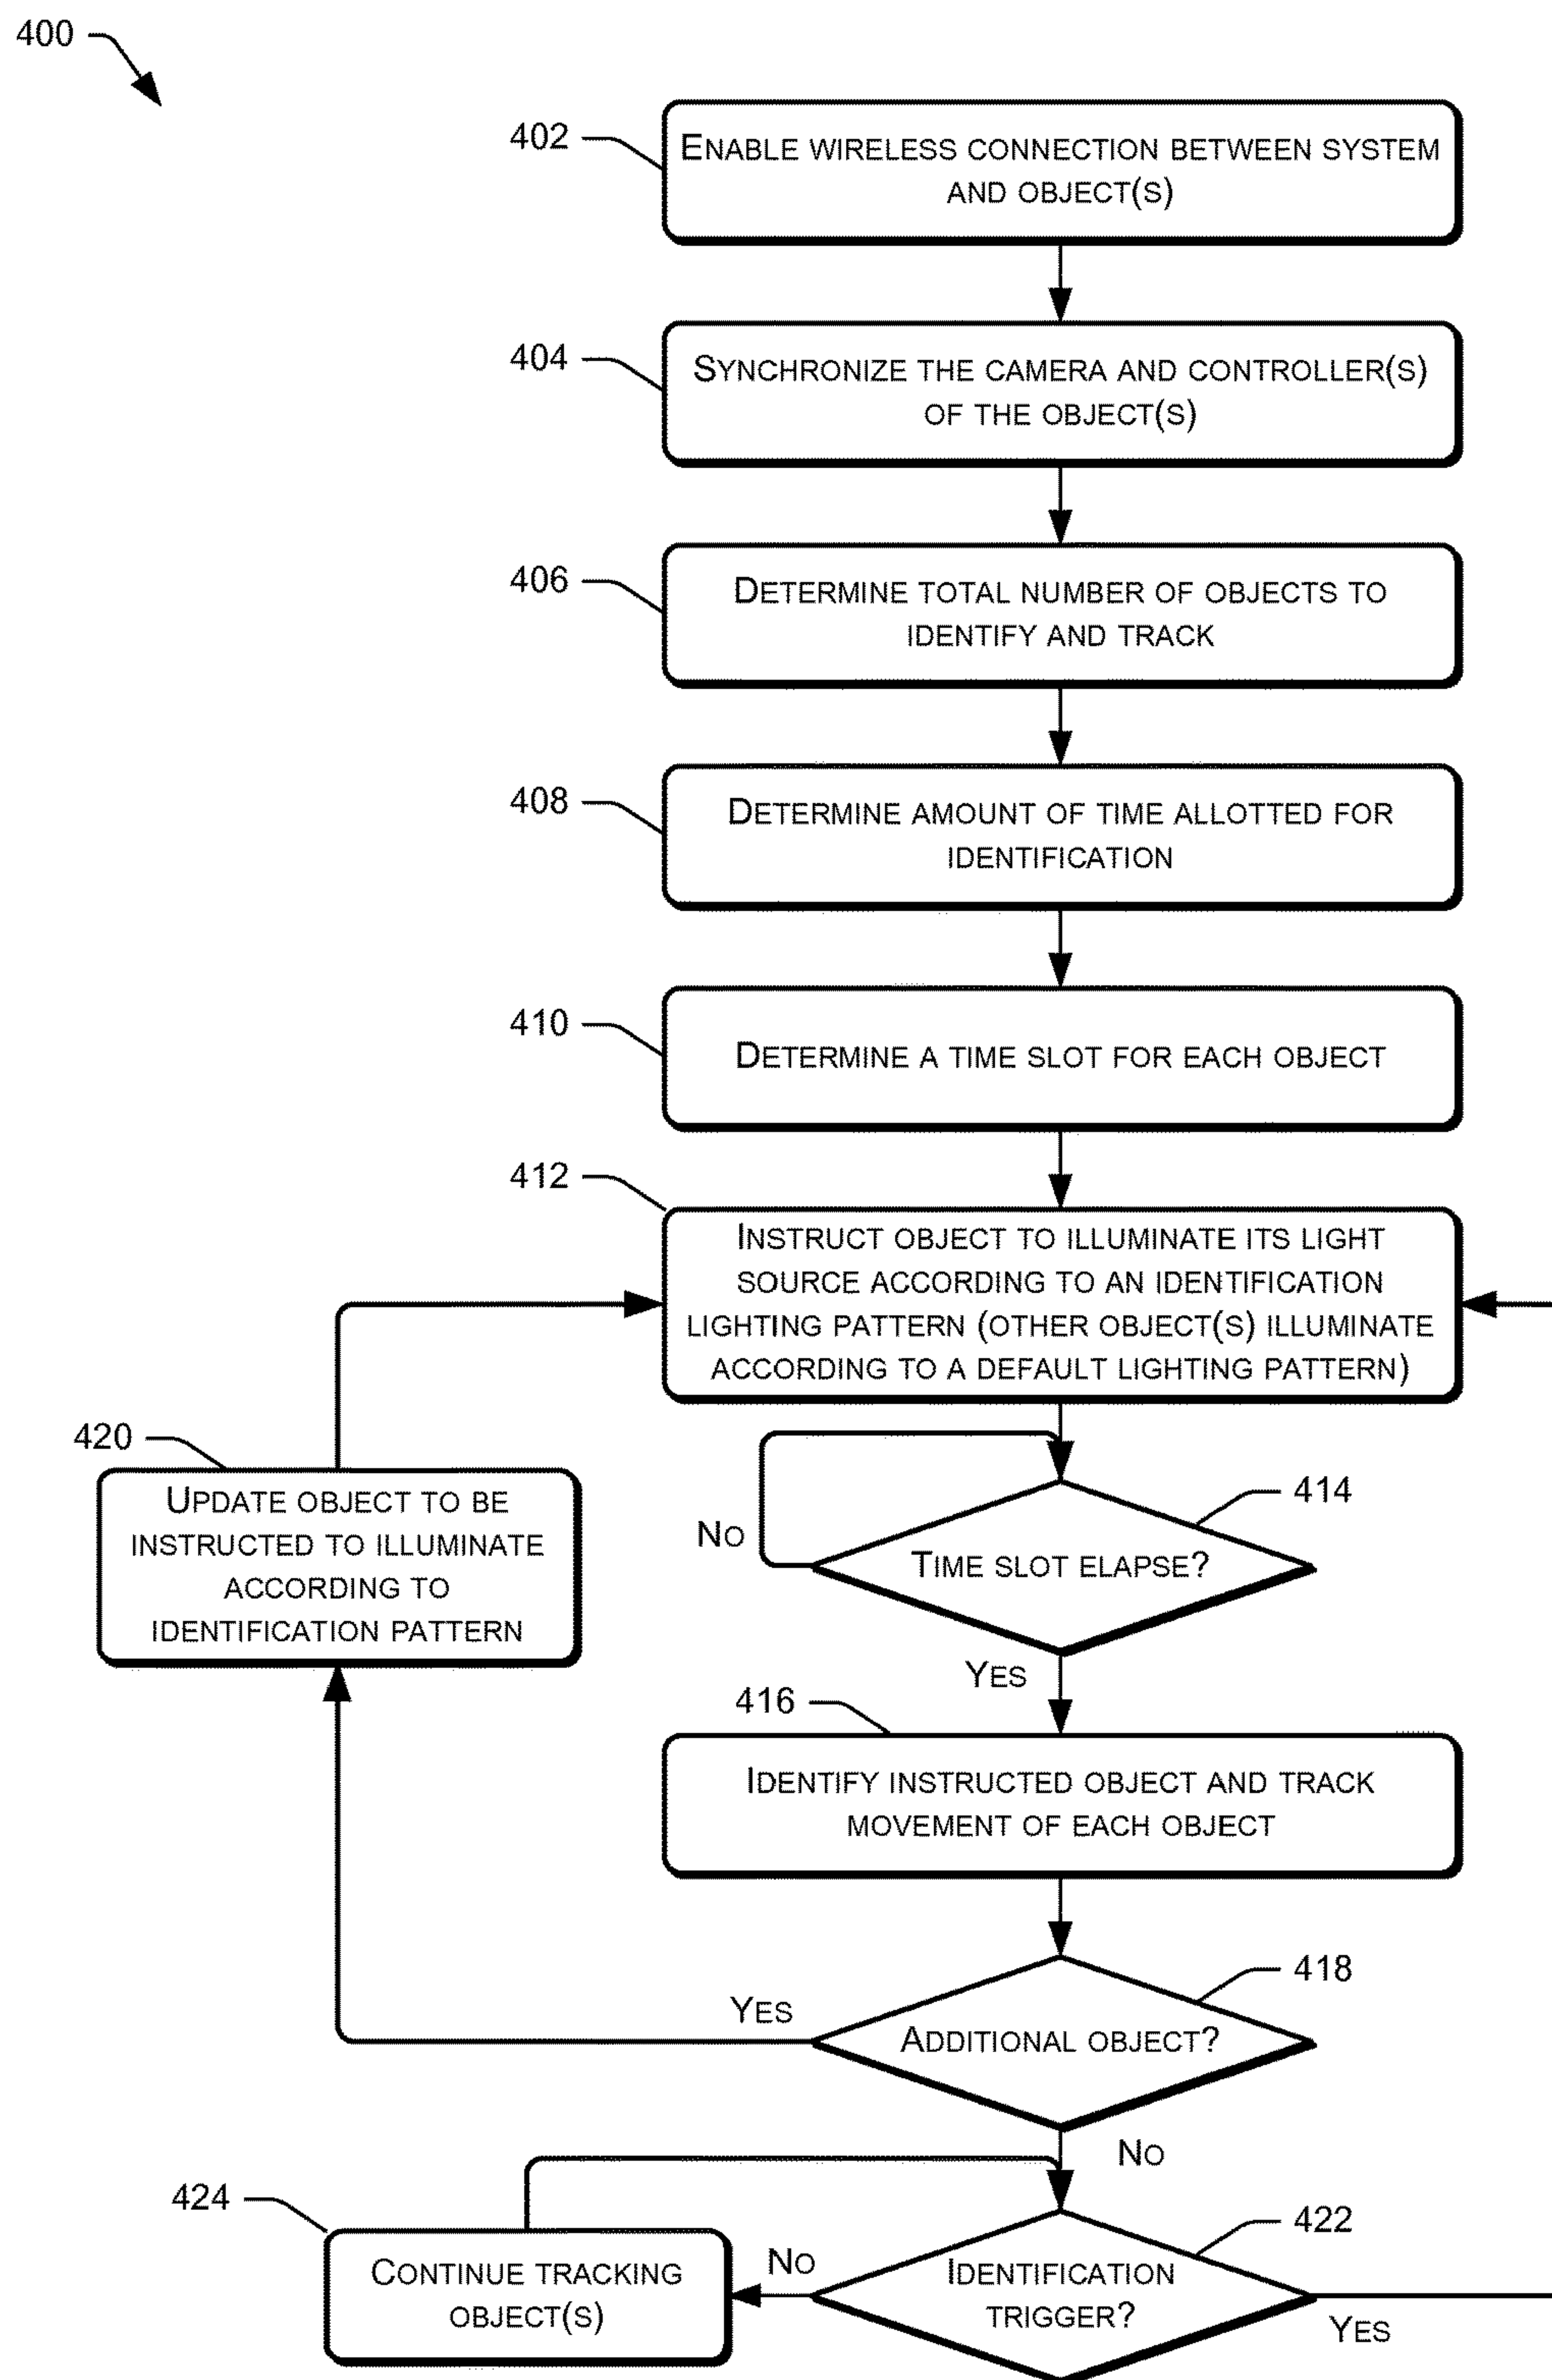 400
402
ENABLE WIRELESS CONNECTION BETWEEN SYSTEM
AND OBJECT(S)
404
SYNCHRONIZE THE CAMERA AND CONTROLLER(S)
OF THE OBJECT(S)
406
DETERMINE TOTAL NUMBER OF OBJECTS TO
IDENTIFY AND TRACK
408
DETERMINE AMOUNT OF TIME ALLOTTED FOR
IDENTIFICATION
410
DETERMINE A TIME SLOT FOR EACH OBJECT
412
INSTRUCT OBJECT TO ILLUMINATE ITS LIGHT
SOURCE ACCORDING TO AN IDENTIFICATION
LIGHTING PATTERN (OTHER OBJECT(S) ILLUMINATE
ACCORDING TO A DEFAULT LIGHTING PATTERN)
420
UPDATE OBJECT TO BE
INSTRUCTED TO ILLUMINATE
ACCORDING TO
IDENTIFICATION PATTERN
414
NO
TIME SLOT ELAPSE?
YES
416
IDENTIFY INSTRUCTED OBJECT AND TRACK
MOVEMENT OF EACH OBJECT
418
YES
ADDITIONAL OBJECT?
NO
424
CONTINUE TRACKING
OBJECT(S)
NO
422
IDENTIFICATION
TRIGGER?
YES